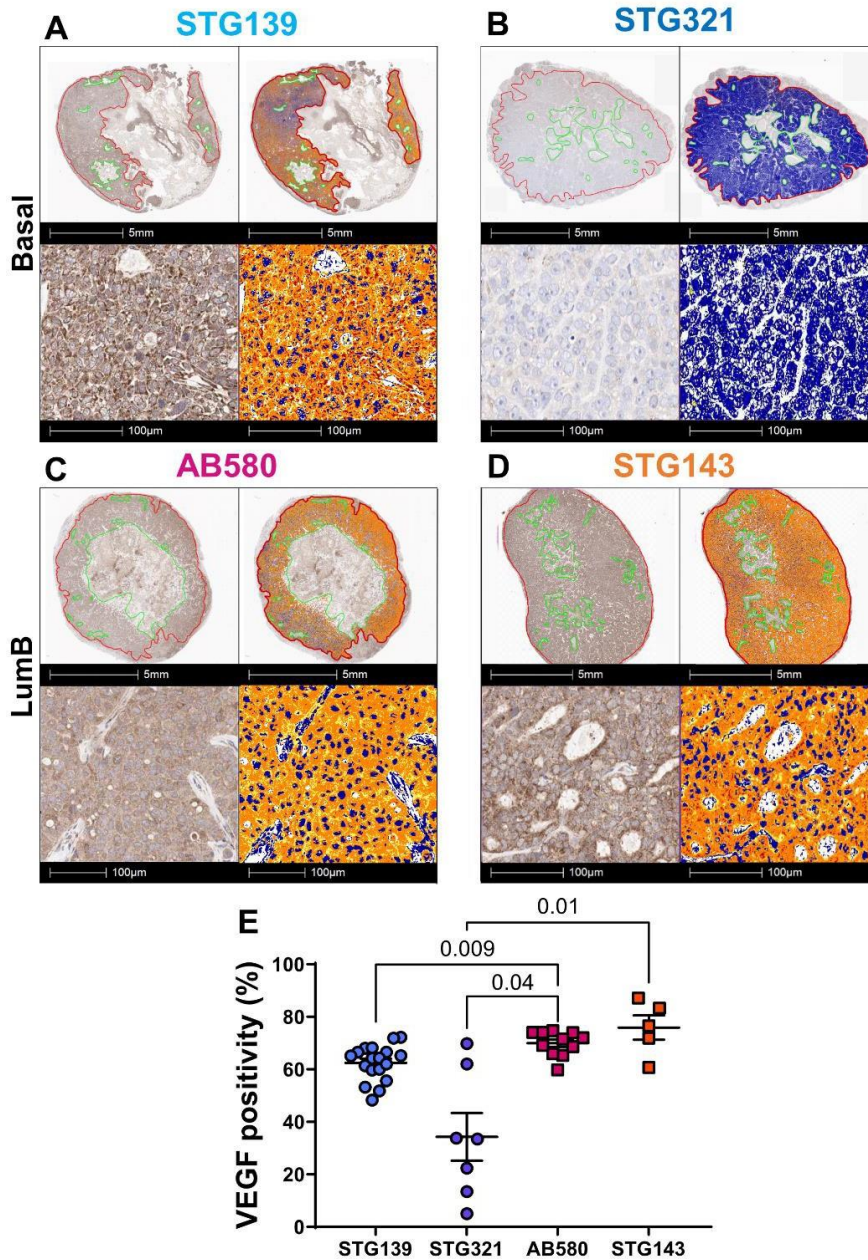 A STG139
B STG321
Basal
5mm 5mm
5mm 5mm
100µm 100µm
100µm 100µm
C AB580
D STG143
LumB
5mm 5mm
5mm 5mm
100µm 100µm
100µm 100µm
E
0.01
0.009
0.04
VEGF positivity (%)
100
80
60
40
20
0
STG139 STG321 AB580 STG143